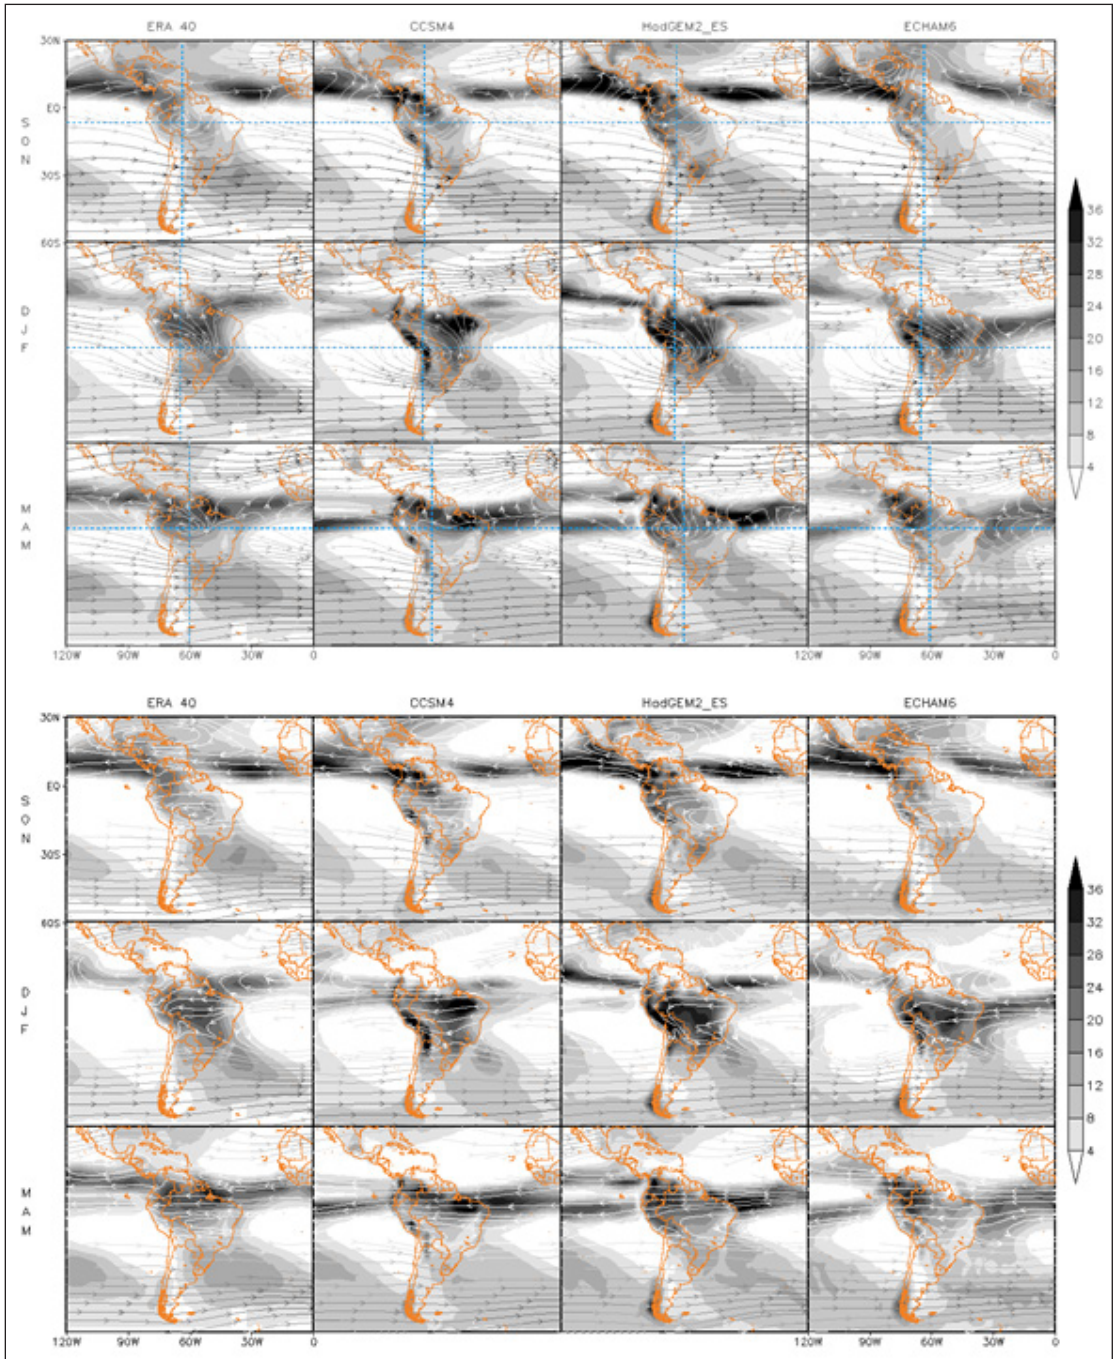 ERA 40 CCSM4 HadGEM2_ES ECHAM6
30N
EQ
S
O
N
30S
60S
D
J
F
M
A
M
120W 90W 60W 30W 0 120W 90W 60W 30W 0
36
32
28
24
20
16
12
8
4
ERA 40 CCSM4 HadGEM2_ES ECHAM6
30N
EQ
S
O
N
30S
60S
D
J
F
M
A
M
120W 90W 60W 30W 0 120W 90W 60W 30W 0
36
32
28
24
20
16
12
8
4